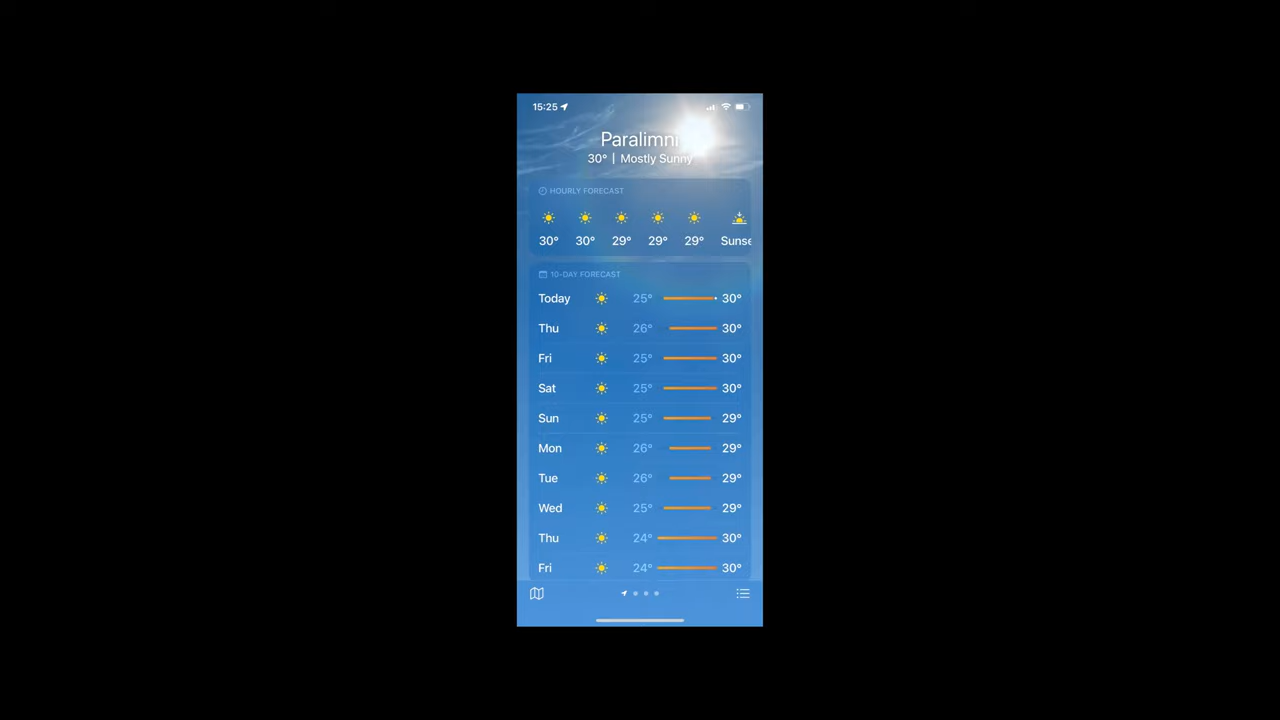 15:25
Paralimni
30° | Mostly Sunny
HOURLY FORECAST
30° 30° 29° 29° 29° Sunse
10-DAY FORECAST
Today 25° 30°
Thu 26° 30°
Fri 25° 30°
Sat 25° 30°
Sun 25° 29°
Mon 26° 29°
Tue 26° 29°
Wed 25° 29°
Thu 24° 30°
Fri 24° 30°